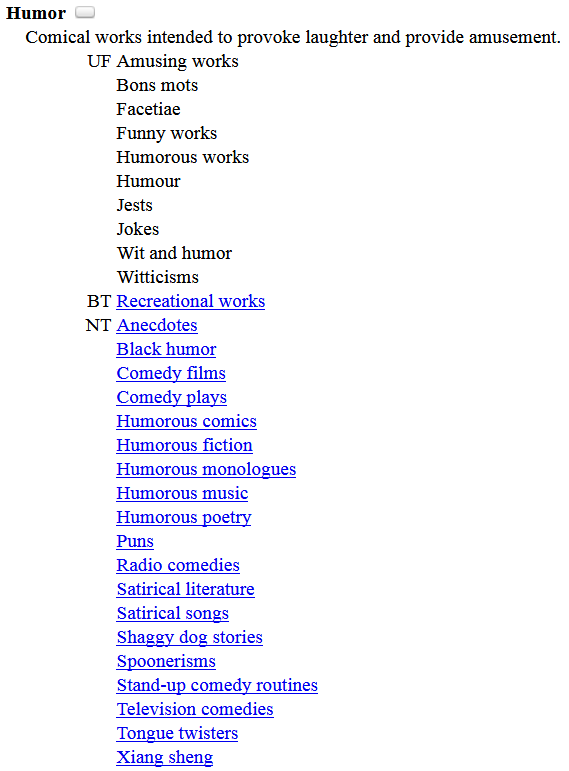 Humor
Comical works intended to provoke laughter and provide amusement.
UF Amusing works
Bons mots
Facetiae
Funny works
Humorous works
Humour
Jests
Jokes
Wit and humor
Witticisms
BT Recreational works
NT Anecdotes
Black humor
Comedy films
Comedy plays
Humorous comics
Humorous fiction
Humorous monologues
Humorous music
Humorous poetry
Puns
Radio comedies
Satirical literature
Satirical songs
Shaggy dog stories
Spoonerisms
Stand-up comedy routines
Television comedies
Tongue twisters
Xiang sheng